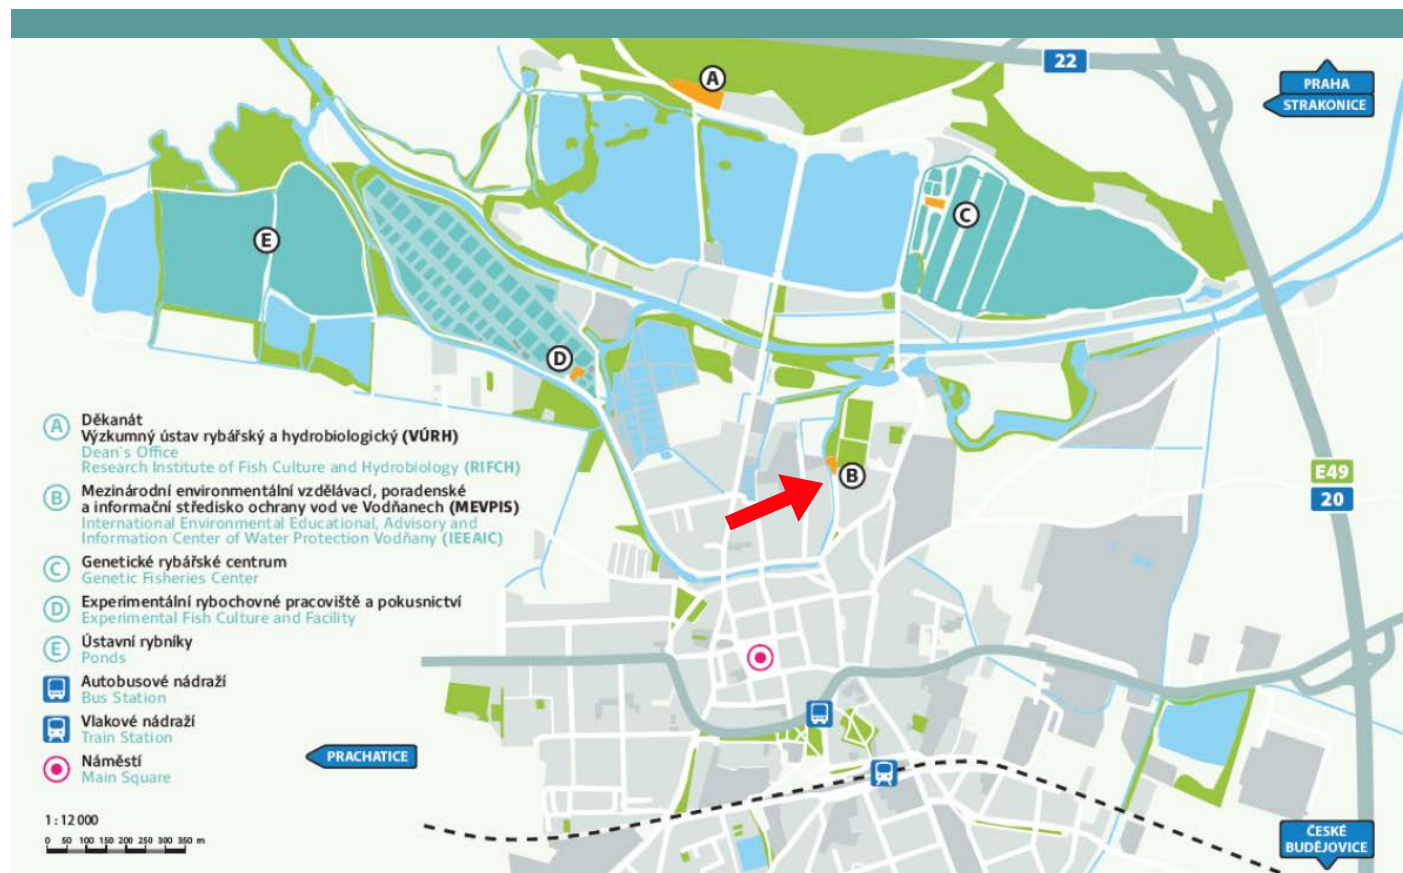 A
22
PRAHA
STRAKONICE
C
E
D
B
E49
20
A
Děkanát
Výzkumný ústav rybářský a hydrobiologický (VÚRH)
Dean´s Office
Research Institute of Fish Culture and Hydrobiology (RIFCH)
B
Mezinárodní environmentální vzdělávací, poradenské
a informační středisko ochrany vod ve Vodňanech (MEVPIS)
International Environmental Educational, Advisory and
Information Center of Water Protection Vodňany (IEEAIC)
C
Genetické rybářské centrum
Genetic Fisheries Center
D
Experimentální rybochovné pracoviště a pokusnictví
Experimental Fish Culture and Facility
E
Ústavní rybníky
Ponds
Autobusové nádraží
Bus Station
Vlakové nádraží
Train Station
Náměstí
Main Square
PRACHATICE
1 : 12 000
0 50 100 150 200 250 300 350 m
ČESKÉ
BUDĚJOVICE